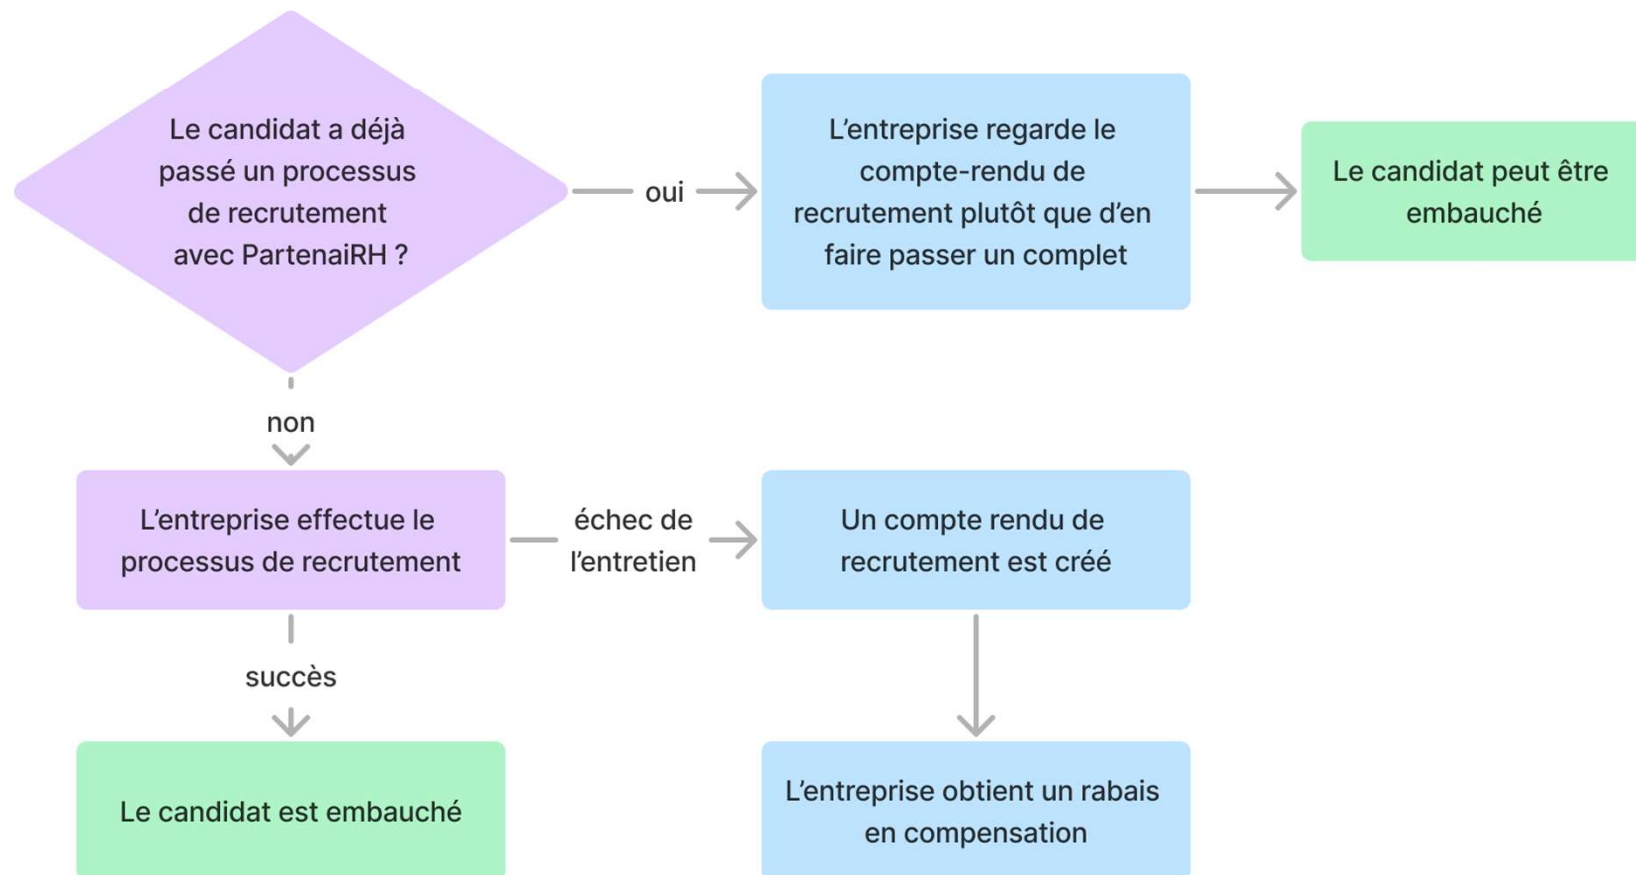 Le candidat a déjà
passé un processus
de recrutement
avec PartenaiRH ?
oui
L’entreprise regarde le
compte-rendu de
recrutement plutôt que d’en
faire passer un complet
Le candidat peut être
embauché
non
L’entreprise effectue le
processus de recrutement
échec de
l’entretien
Un compte rendu de
recrutement est créé
succès
Le candidat est embauché
L’entreprise obtient un rabais
en compensation